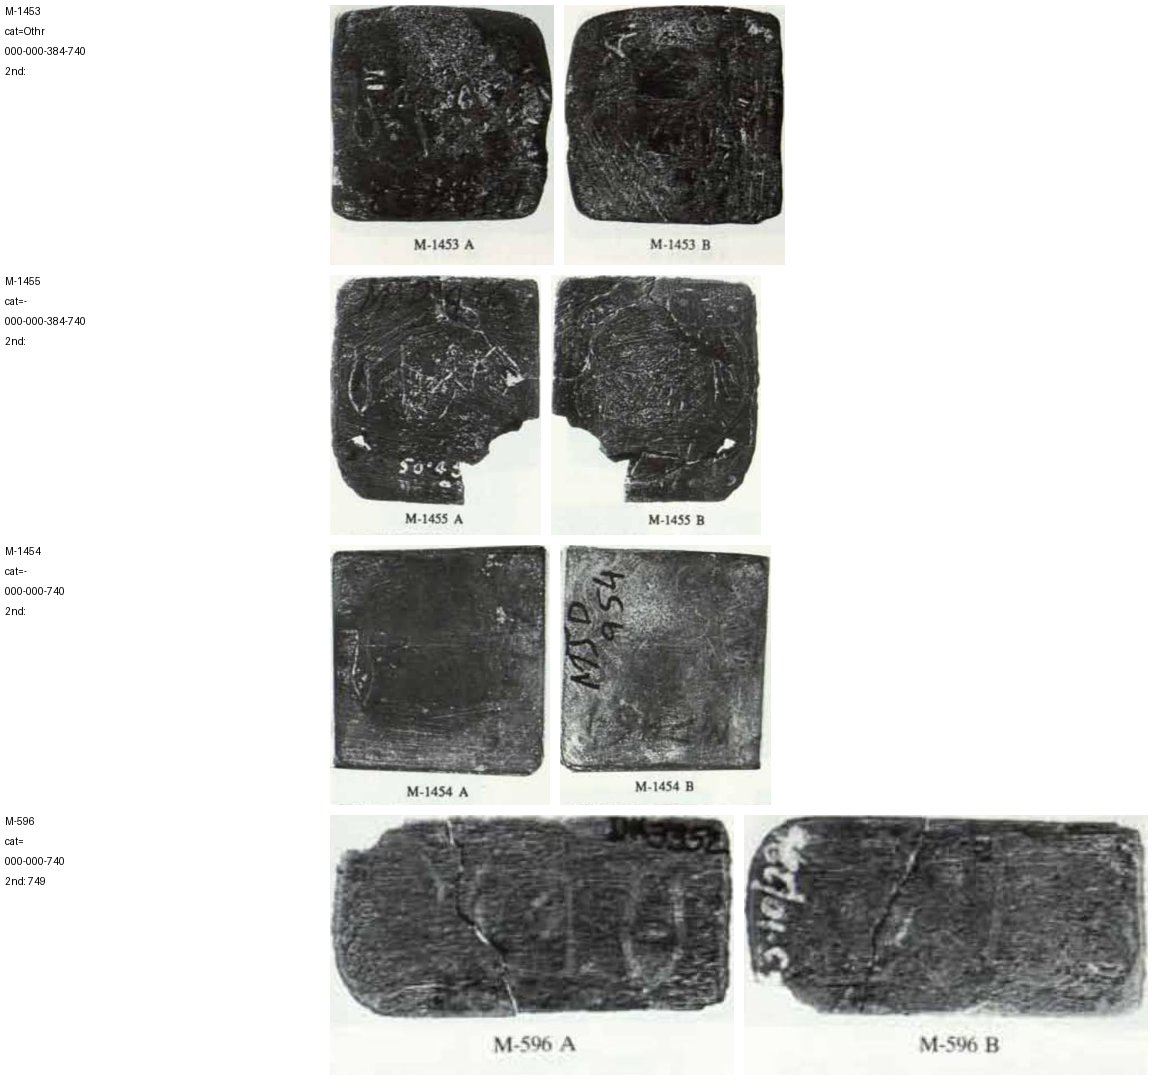 M-1453
cat=Othr
000-000-384-740
2nd:
M-1453 A
M-1453 B
M-1455
cat=-
000-000-384-740
2nd:
M-1455 A
M-1455 B
M-1454
cat=-
000-000-740
2nd:
MSD
954
M-1454 A
M-1454 B
M-596
cat=
000-000-740
2nd: 749
M-596 A
M-596 B